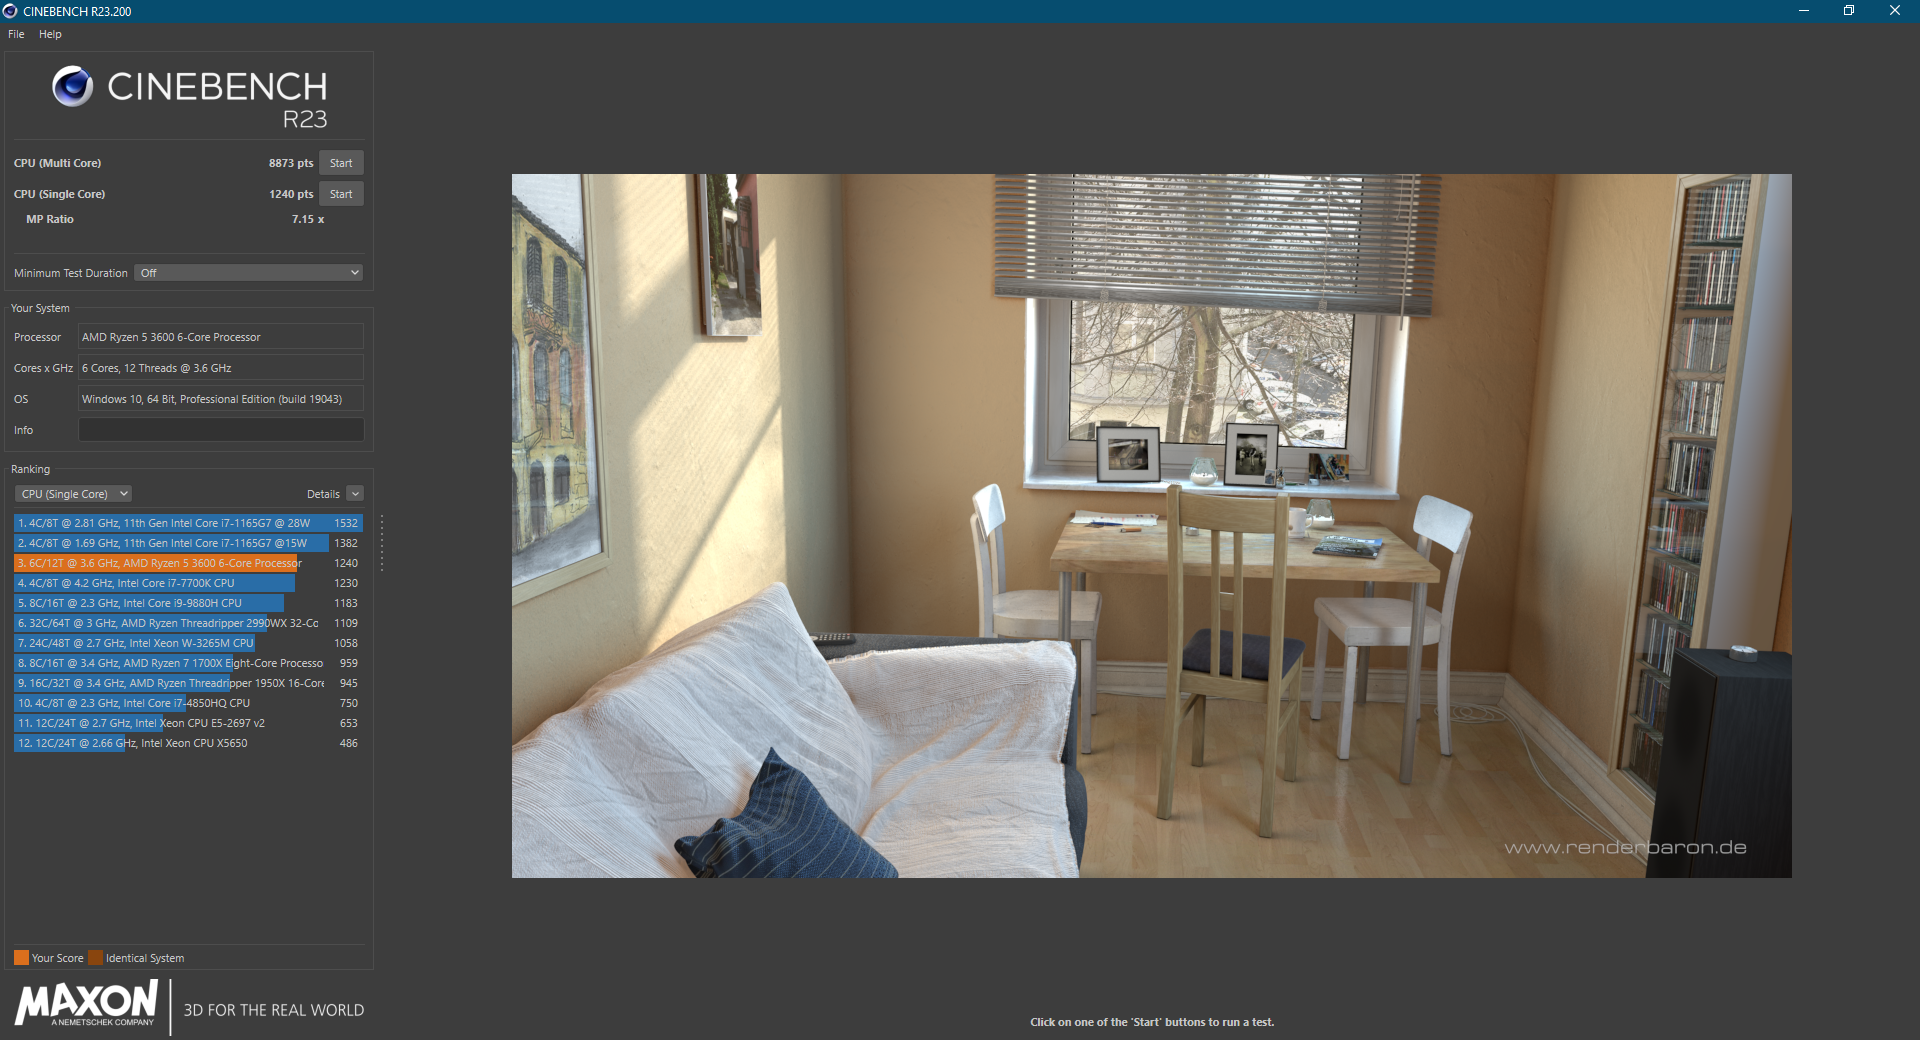 CINEBENCH R23.200
File Help
CINEBENCH
R23
CPU (Multi Core) 8873 pts Start
CPU (Single Core) 1240 pts Start
MP Ratio 7.15 x
Minimum Test Duration Off
Your System
Processor AMD Ryzen 5 3600 6-Core Processor
Cores x GHz 6 Cores, 12 Threads @ 3.6 GHz
OS Windows 10, 64 Bit, Professional Edition (build 19043)
Info
Ranking
CPU (Single Core) Details
1. 4C/8T @ 2.81 GHz, 11th Gen Intel Core i7-1165G7 @ 28W 1532
2. 4C/8T @ 1.69 GHz, 11th Gen Intel Core i7-1165G7 @15W 1382
3. 6C/12T @ 3.6 GHz, AMD Ryzen 5 3600 6-Core Processor 1240
4. 4C/8T @ 4.2 GHz, Intel Core i7-7700K CPU 1230
5. 8C/16T @ 2.3 GHz, Intel Core i9-9880H CPU 1183
6. 32C/64T @ 3 GHz, AMD Ryzen Threadripper 2990WX 32-Co 1109
7. 24C/48T @ 2.7 GHz, Intel Xeon W-3265M CPU 1058
8. 8C/16T @ 3.4 GHz, AMD Ryzen 7 1700X Eight-Core Processo 959
9. 16C/32T @ 3.4 GHz, AMD Ryzen Threadripper 1950X 16-Core 945
10. 4C/8T @ 2.3 GHz, Intel Core i7-4850HQ CPU 750
11. 12C/24T @ 2.7 GHz, Intel Xeon CPU E5-2697 v2 653
12. 12C/24T @ 2.66 GHz, Intel Xeon CPU X5650 486
www.renderbaron.de
Your Score Identical System
MAXON
A NEMETSCHEK COMPANY
3D FOR THE REAL WORLD
Click on one of the 'Start' buttons to run a test.